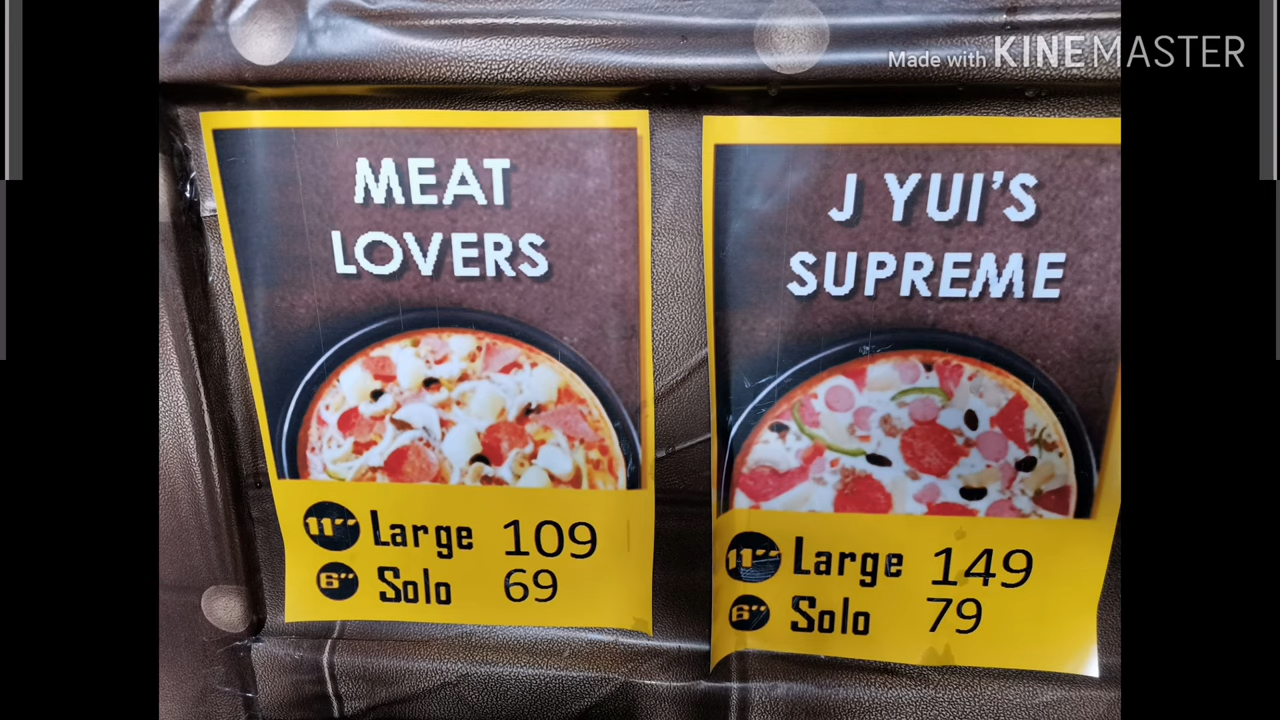 Made with KINEMASTER
MEAT
LOVERS
11" Large 109
6" Solo 69
J YUI'S
SUPREME
11" Large 149
6" Solo 79